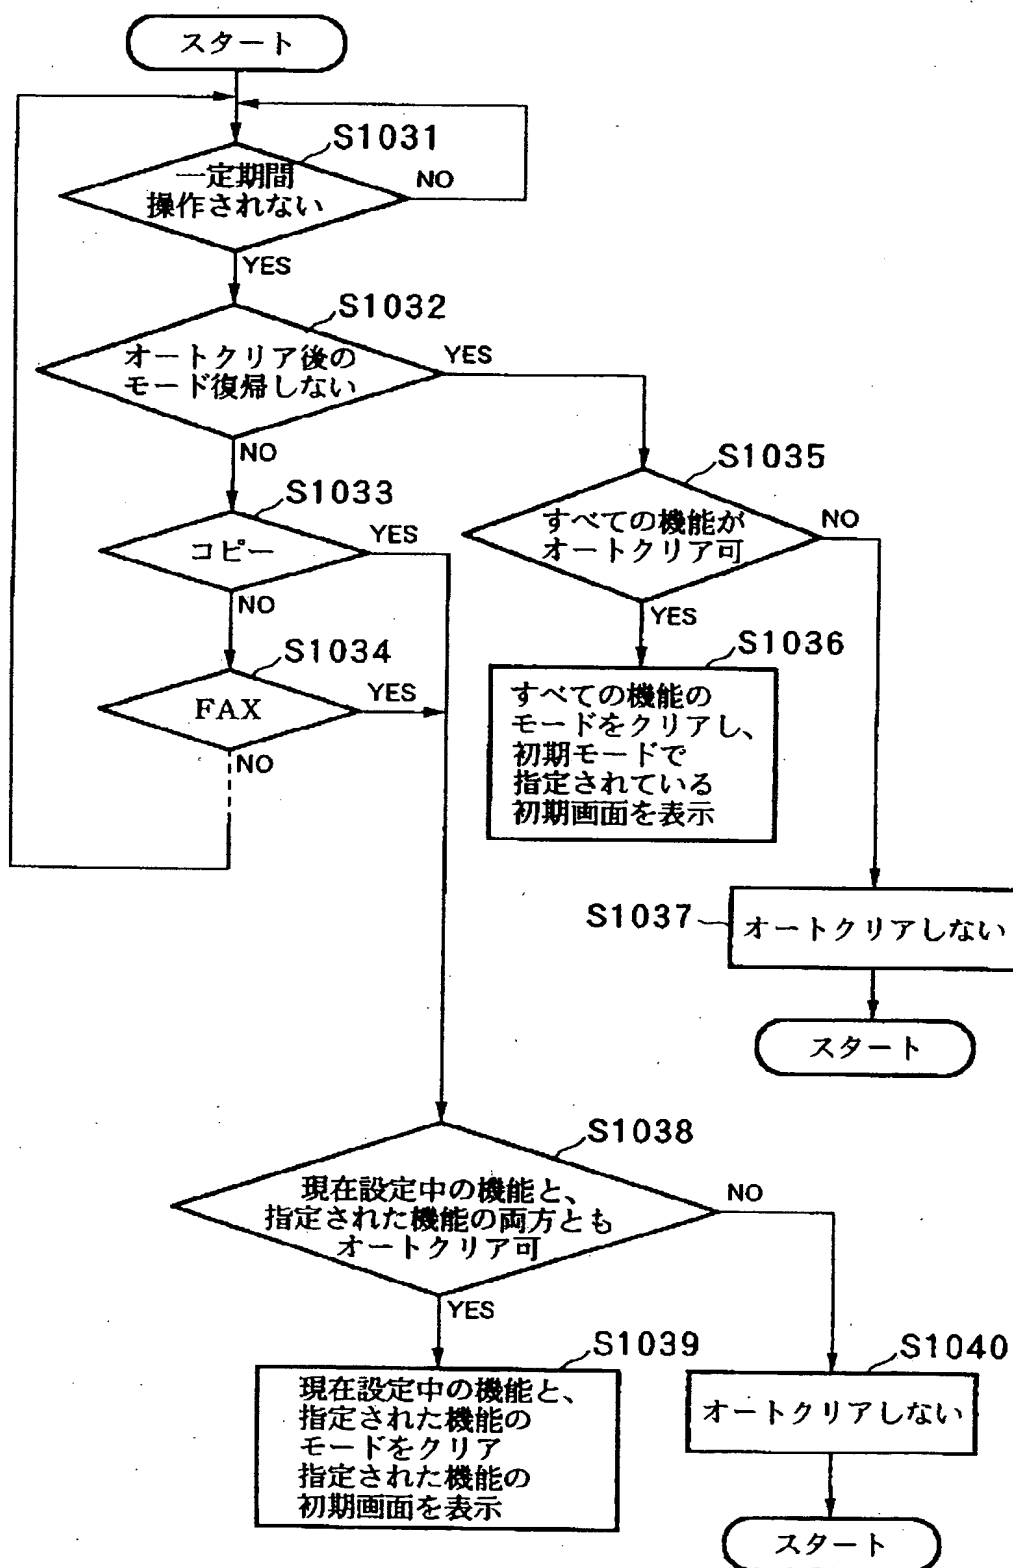 スタート
S1031
一定期間
操作されない
NO
YES
S1032
オートクリア後の
モード復帰しない
YES
NO
S1033
コピー
YES
NO
S1034
FAX
YES
NO
S1035
すべての機能が
オートクリア可
NO
YES
S1036
すべての機能の
モードをクリアし、
初期モードで
指定されている
初期画面を表示
S1037
オートクリアしない
スタート
S1038
現在設定中の機能と、
指定された機能の両方とも
オートクリア可
NO
YES
S1039
現在設定中の機能と、
指定された機能の
モードをクリア
指定された機能の
初期画面を表示
S1040
オートクリアしない
スタート